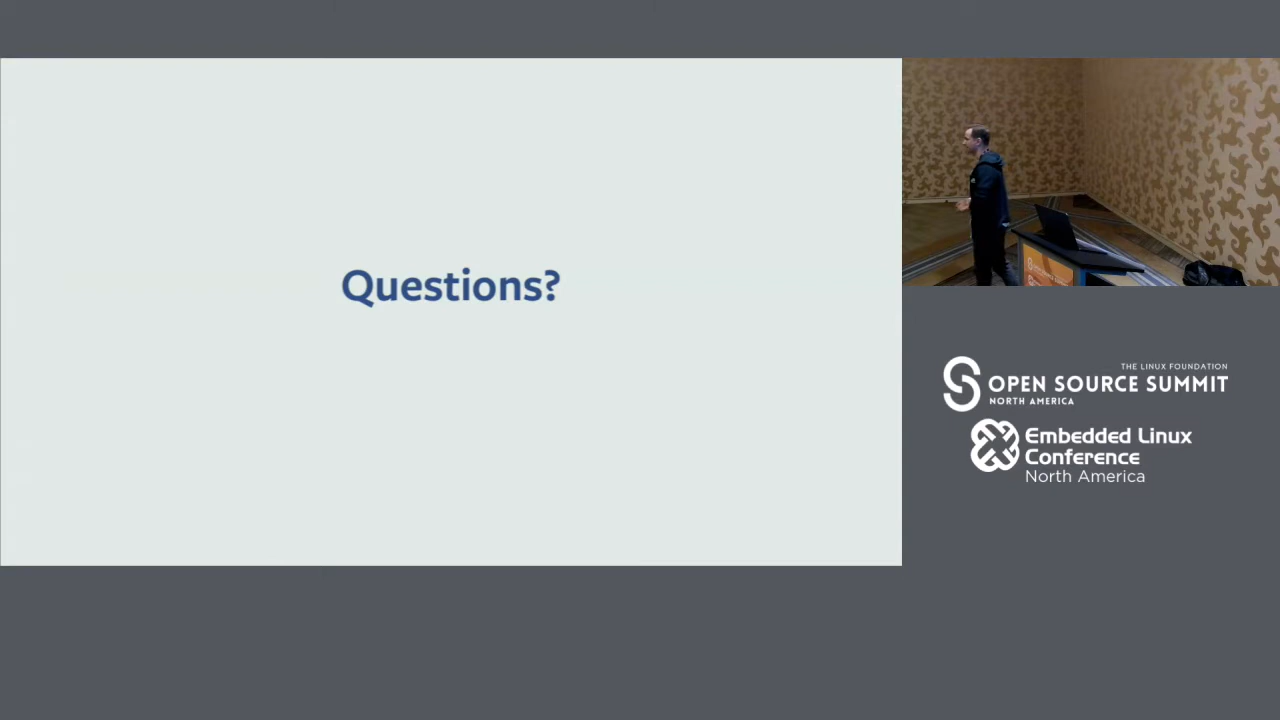 Questions?
THE LINUX FOUNDATION
OPEN SOURCE SUMMIT
NORTH AMERICA
Embedded Linux
Conference
North America